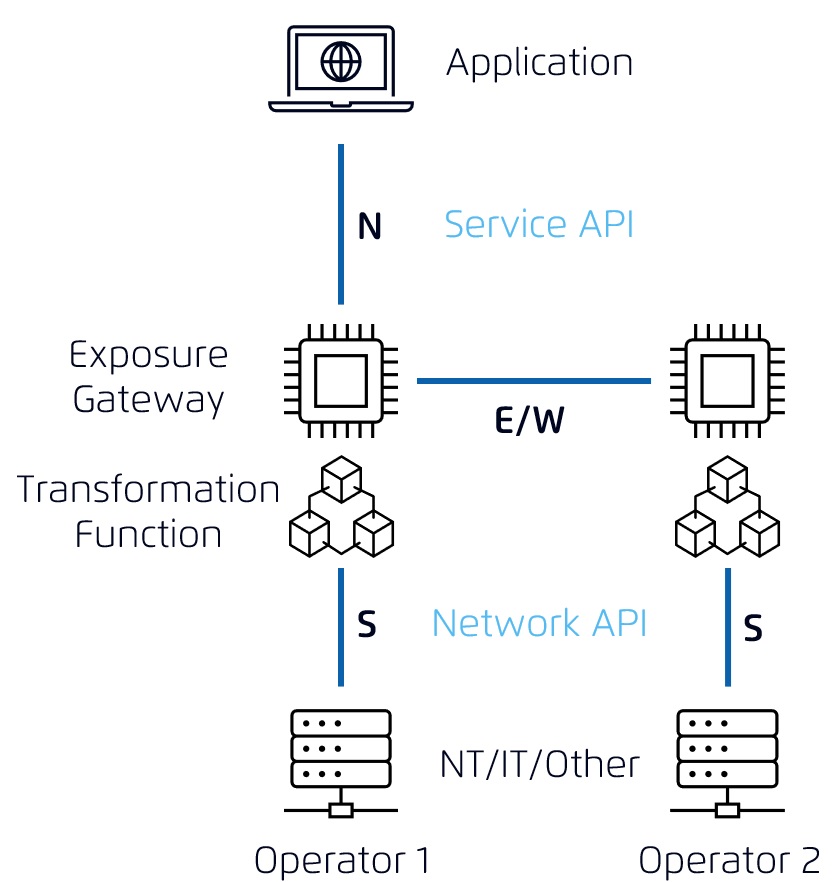 Application
N
Service API
Exposure
Gateway
E/W
Transformation
Function
S
Network API
S
NT/IT/Other
Operator 1
Operator 2